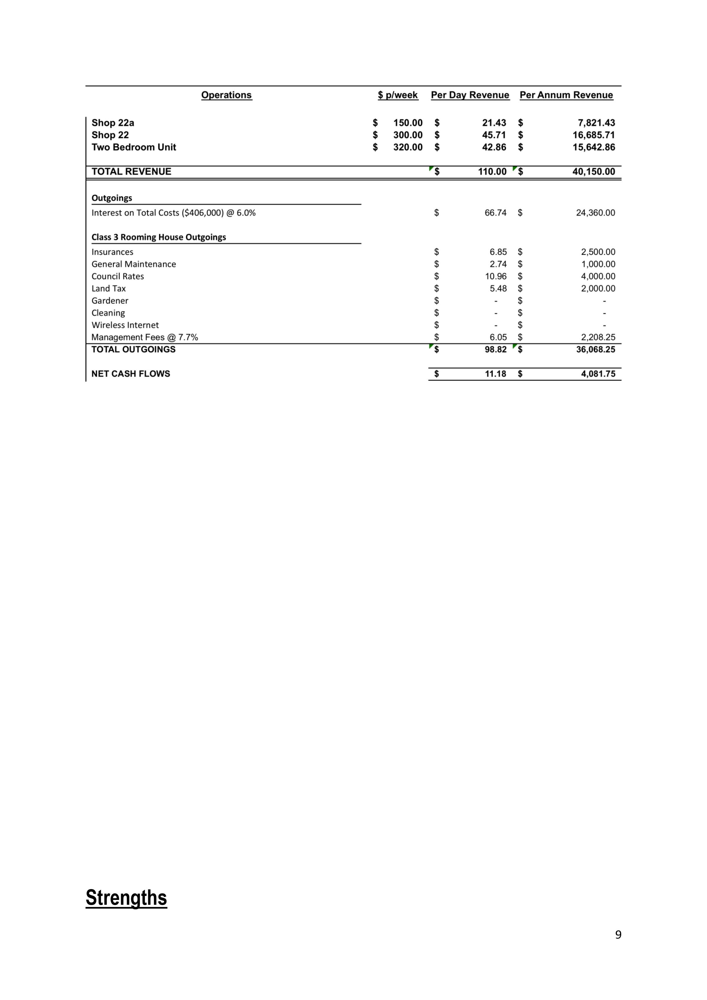 Operations $ p/week Per Day Revenue Per Annum Revenue
Shop 22a $ 150.00 $ 21.43 $ 7,821.43
Shop 22 $ 300.00 $ 45.71 $ 16,685.71
Two Bedroom Unit $ 320.00 $ 42.86 $ 15,642.86
TOTAL REVENUE $ 110.00 $ 40,150.00
Outgoings
Interest on Total Costs ($406,000) @ 6.0% $ 66.74 $ 24,360.00
Class 3 Rooming House Outgoings
Insurances $ 6.85 $ 2,500.00
General Maintenance $ 2.74 $ 1,000.00
Council Rates $ 10.96 $ 4,000.00
Land Tax $ 5.48 $ 2,000.00
Gardener $ - $ -
Cleaning $ - $ -
Wireless Internet $ - $ -
Management Fees @ 7.7% $ 6.05 $ 2,208.25
TOTAL OUTGOINGS $ 98.82 $ 36,068.25
NET CASH FLOWS $ 11.18 $ 4,081.75
Strengths
9